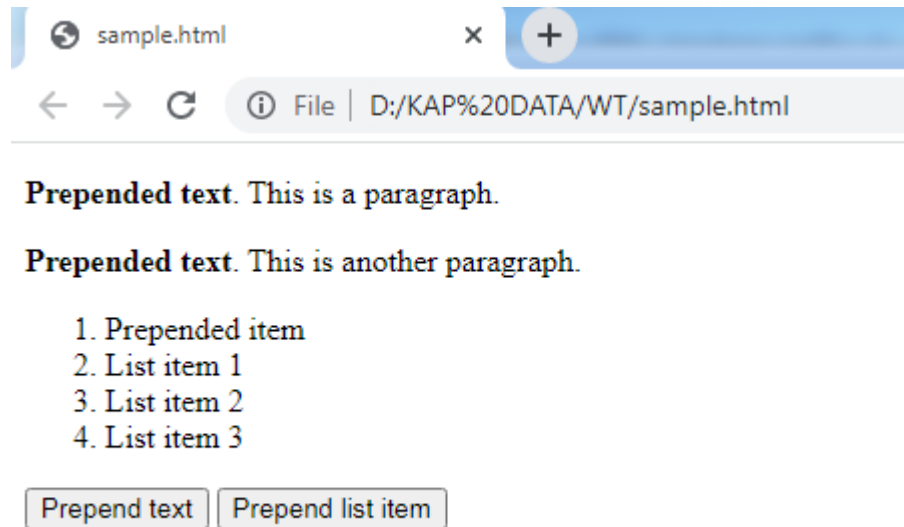 sample.html
File | D:/KAP%20DATA/WT/sample.html
Prepended text. This is a paragraph.
Prepended text. This is another paragraph.
1. Prepended item
2. List item 1
3. List item 2
4. List item 3
Prepend text Prepend list item